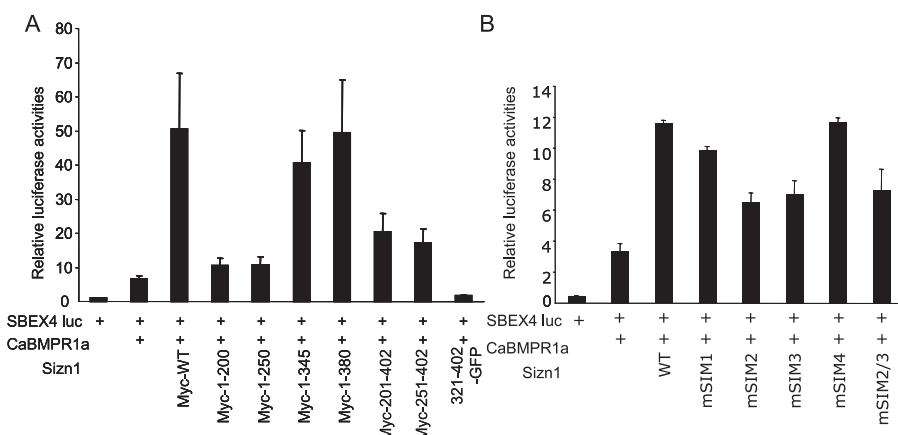 A
Relative luciferase activities
80
70
60
50
40
30
20
10
0
SBEX4 luc + + + + + + + + + +
CaBMPR1a + + + + + + + + +
Sizn1
Myc-WT
Myc-1-200
Myc-1-250
Myc-1-345
Myc-1-380
Myc-201-402
Myc-251-402
321-402
-GFP
B
Relative luciferase activities
14
12
10
8
6
4
2
0
SBEX4 luc + + + + + + + +
CaBMPR1a + + + + + + +
Sizn1
WT
mSIM1
mSIM2
mSIM3
mSIM4
mSIM2/3